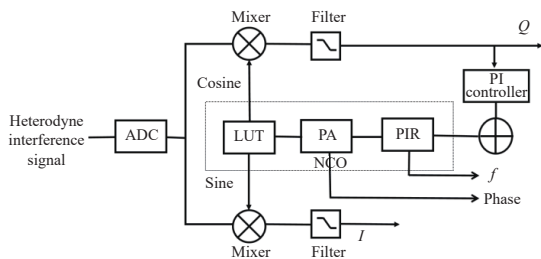 Mixer
Filter
Q
PI
controller
Cosine
Heterodyne
interference
signal
ADC
LUT
PA
PIR
NCO
Sine
f
Phase
I
Mixer
Filter